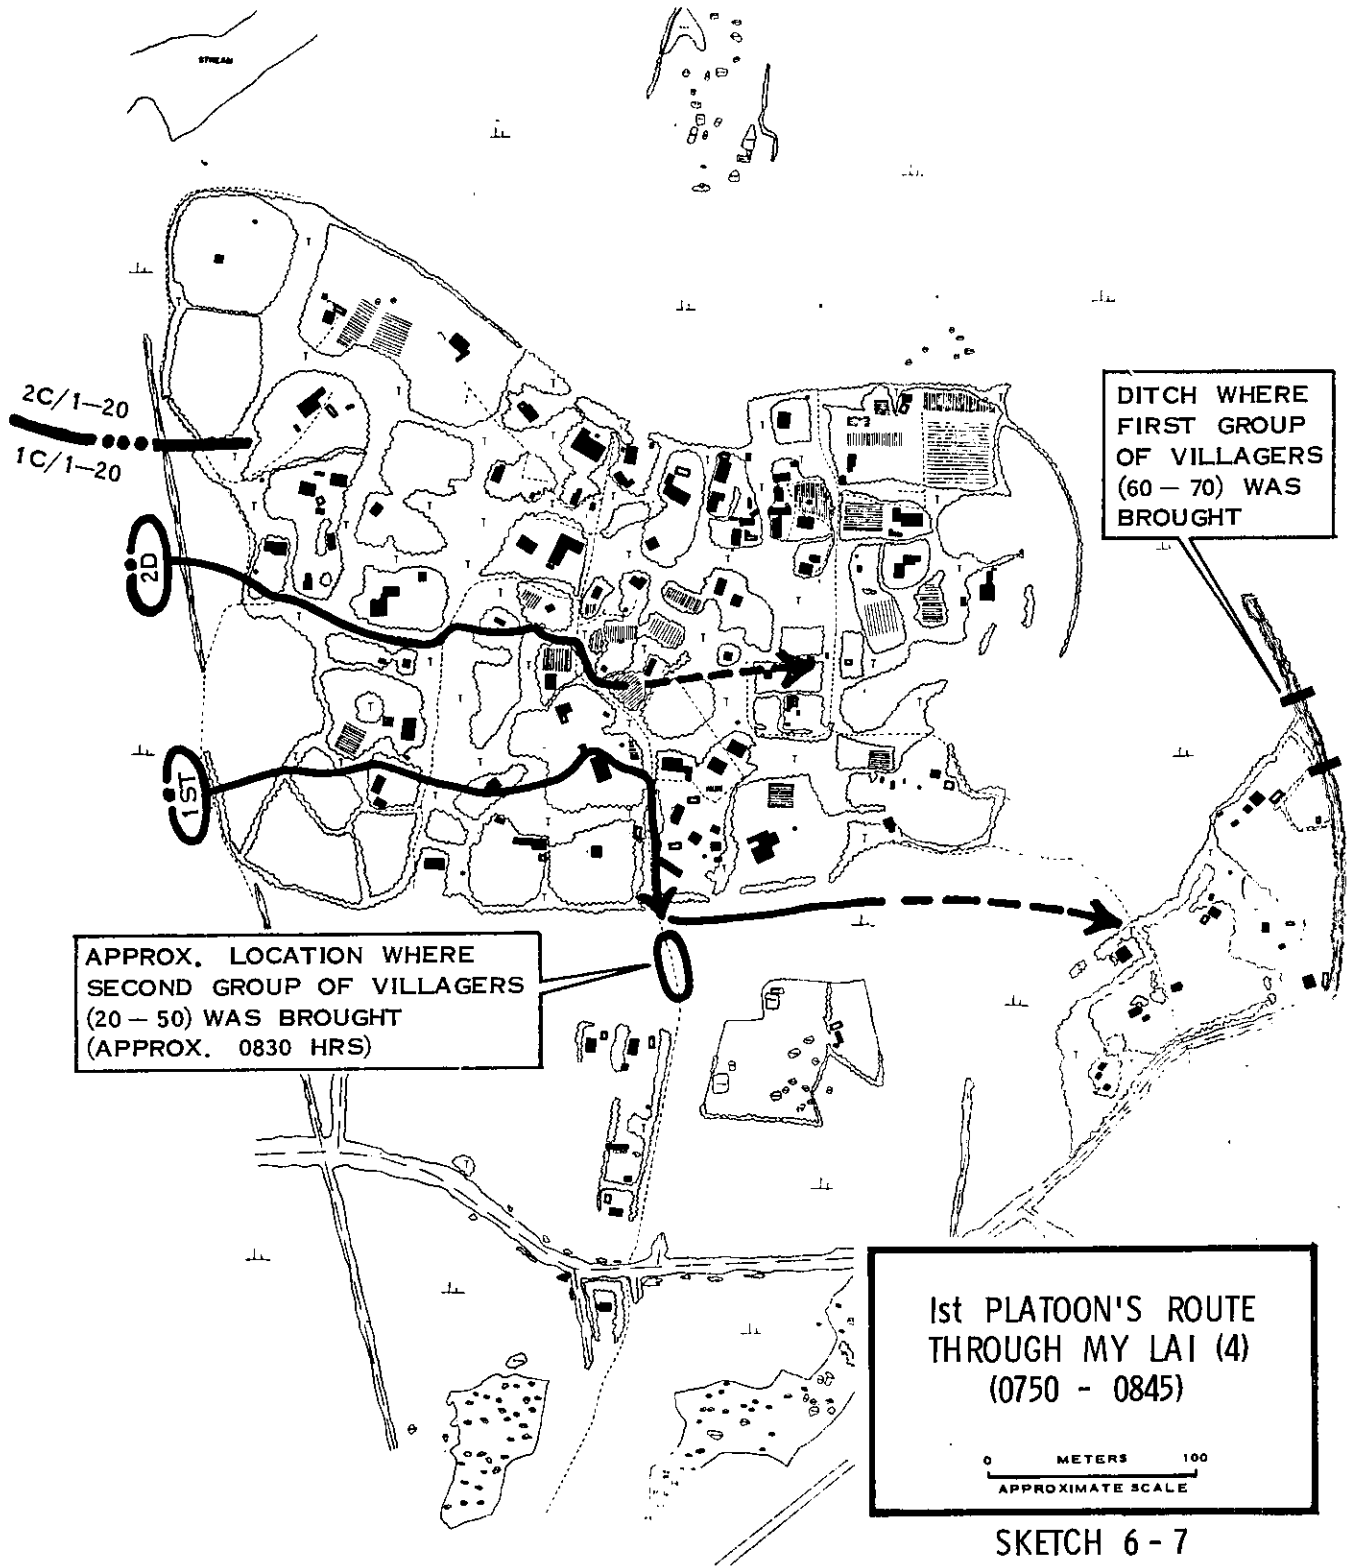 STREAM
2C/1—20
1C/1—20
2D
1ST
DITCH WHERE
FIRST GROUP
OF VILLAGERS
(60 — 70) WAS
BROUGHT
APPROX. LOCATION WHERE
SECOND GROUP OF VILLAGERS
(20 — 50) WAS BROUGHT
(APPROX. 0830 HRS)
1st PLATOON'S ROUTE
THROUGH MY LAI (4)
(0750 - 0845)
0 METERS 100
APPROXIMATE SCALE
SKETCH 6 - 7